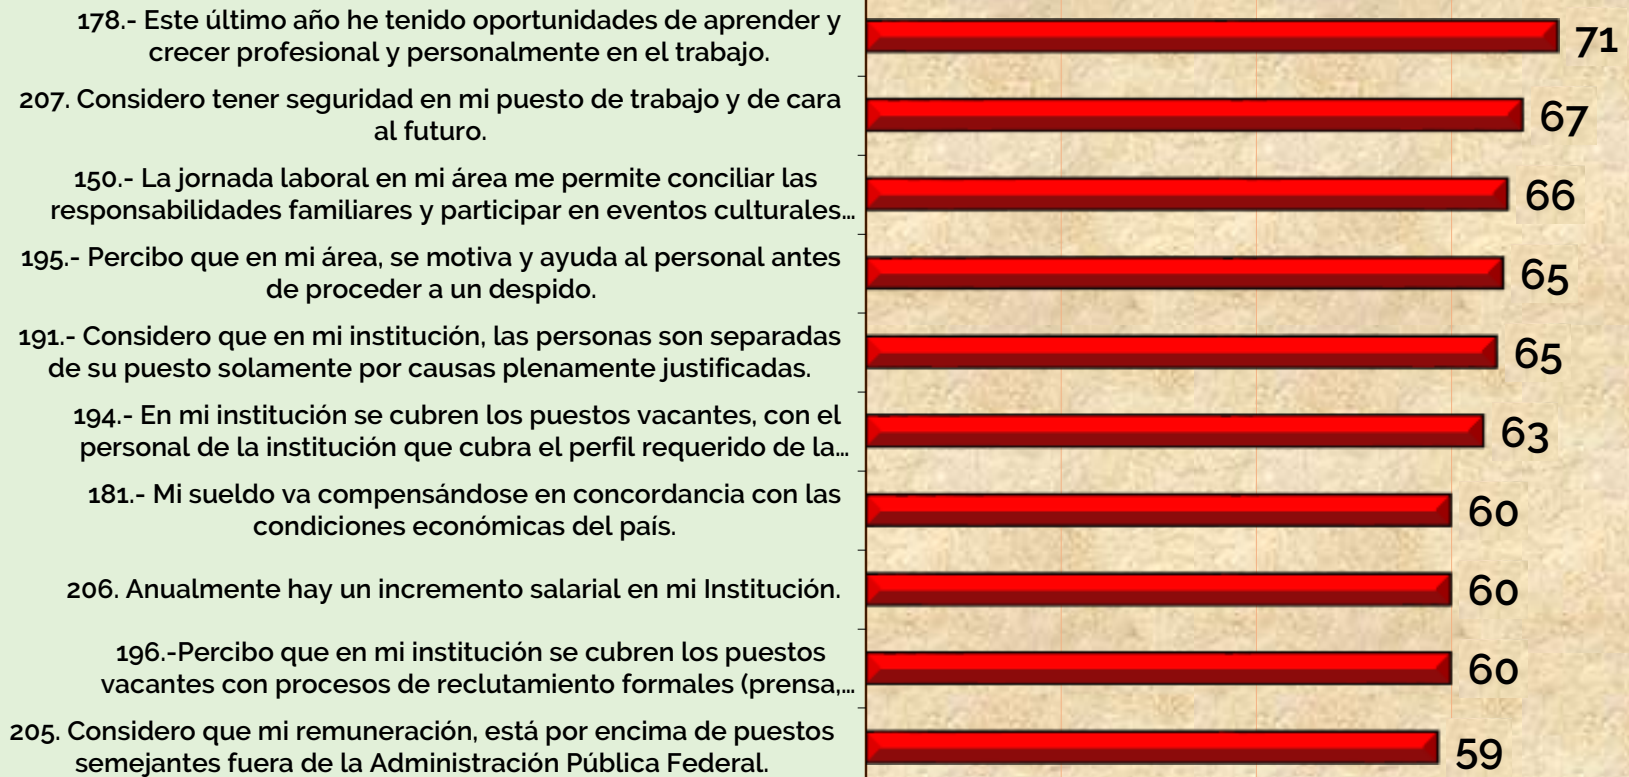 178.- Este último año he tenido oportunidades de aprender y
crecer profesional y personalmente en el trabajo.
71
207. Considero tener seguridad en mi puesto de trabajo y de cara
al futuro.
67
150.- La jornada laboral en mi área me permite conciliar las
responsabilidades familiares y participar en eventos culturales...
66
195.- Percibo que en mi área, se motiva y ayuda al personal antes
de proceder a un despido.
65
191.- Considero que en mi institución, las personas son separadas
de su puesto solamente por causas plenamente justificadas.
65
194.- En mi institución se cubren los puestos vacantes, con el
personal de la institución que cubra el perfil requerido de la...
63
181.- Mi sueldo va compensándose en concordancia con las
condiciones económicas del país.
60
206. Anualmente hay un incremento salarial en mi Institución.
60
196.-Percibo que en mi institución se cubren los puestos
vacantes con procesos de reclutamiento formales (prensa,...
60
205. Considero que mi remuneración, está por encima de puestos
semejantes fuera de la Administración Pública Federal.
59